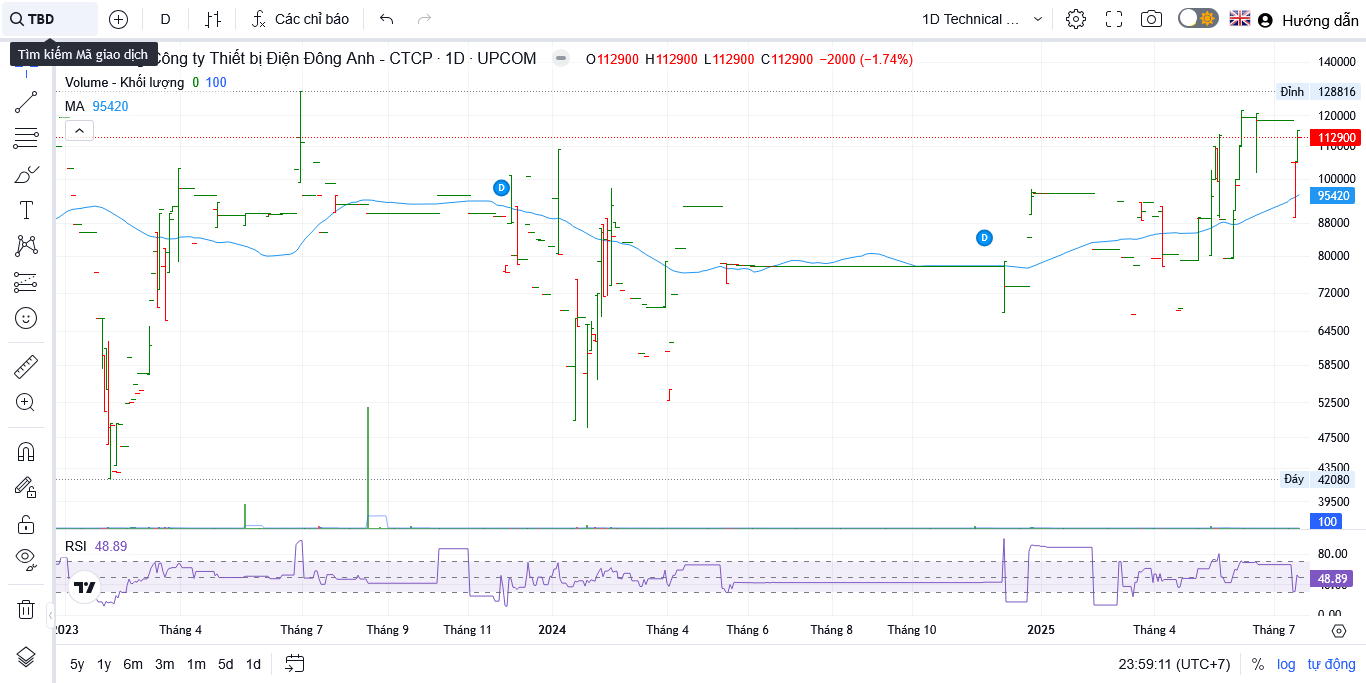 TBD D Các chỉ báo 1D Technical ... Hướng dẫn
Tìm kiếm Mã giao dịch
Công ty Thiết bị Điện Đông Anh - CTCP · 1D · UPCOM O112900 H112900 L112900 C112900 −2000 (−1.74%)
Volume - Khối lượng 0 100
MA 95420
140000
Đỉnh 128816
120000
112900
110000
100000
95420
88000
80000
72000
64500
58500
52500
47500
43500
Đáy 42080
39500
100
D
D
RSI 48.89
80.00
48.89
0.00
2023 Tháng 4 Tháng 7 Tháng 9 Tháng 11 2024 Tháng 4 Tháng 6 Tháng 8 Tháng 10 2025 Tháng 4 Tháng 7
5y 1y 6m 3m 1m 5d 1d 23:59:11 (UTC+7) % log tự động